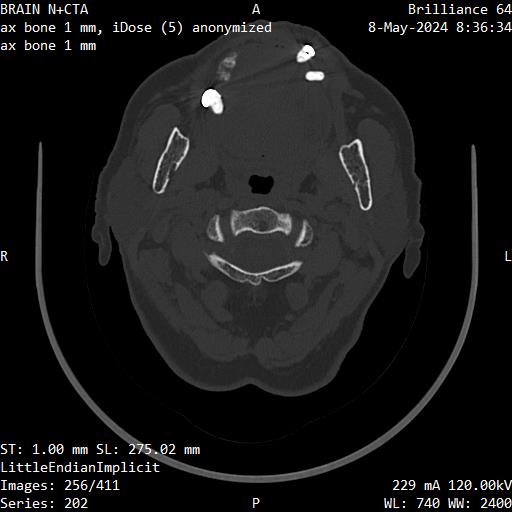 BRAIN N+CTA
ax bone 1 mm, iDose (5) anonymized
ax bone 1 mm
A
Brilliance 64
8-May-2024 8:36:34
R
L
ST: 1.00 mm SL: 275.02 mm
LittleEndianImplicit
Images: 256/411
Series: 202
P
229 mA 120.00kV
WL: 740 WW: 2400